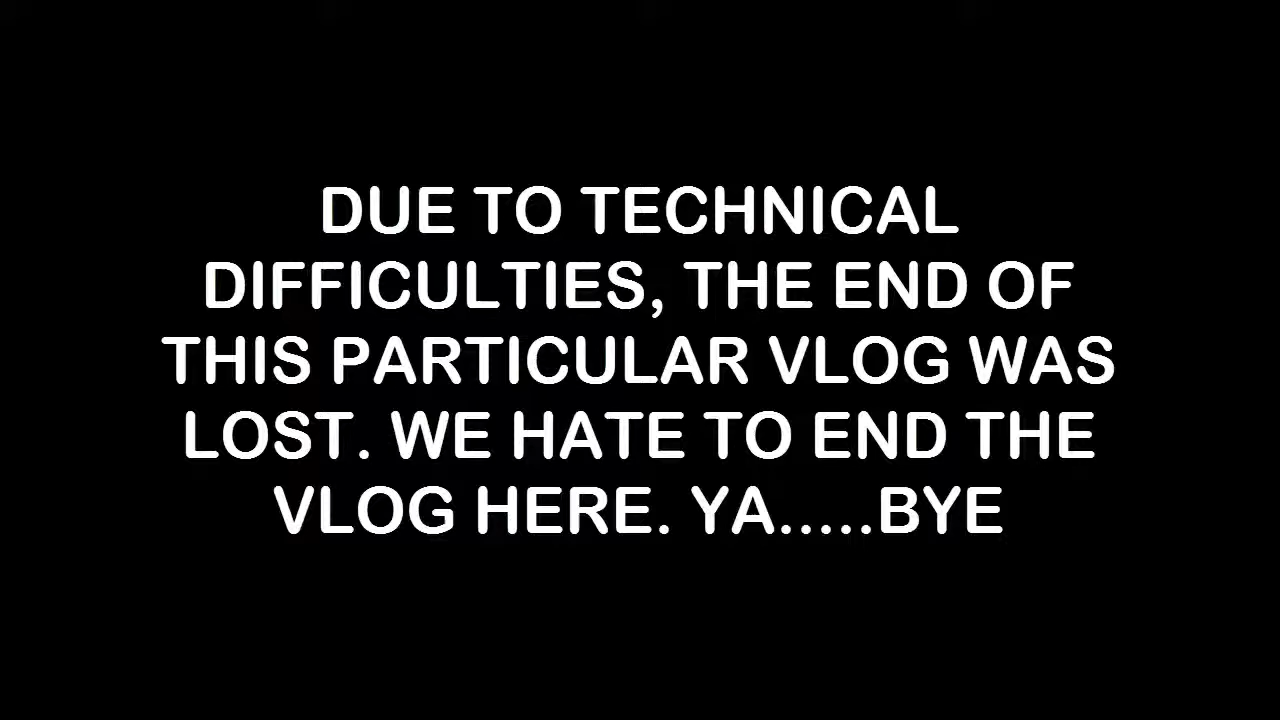 DUE TO TECHNICAL
DIFFICULTIES, THE END OF
THIS PARTICULAR VLOG WAS
LOST. WE HATE TO END THE
VLOG HERE. YA.....BYE